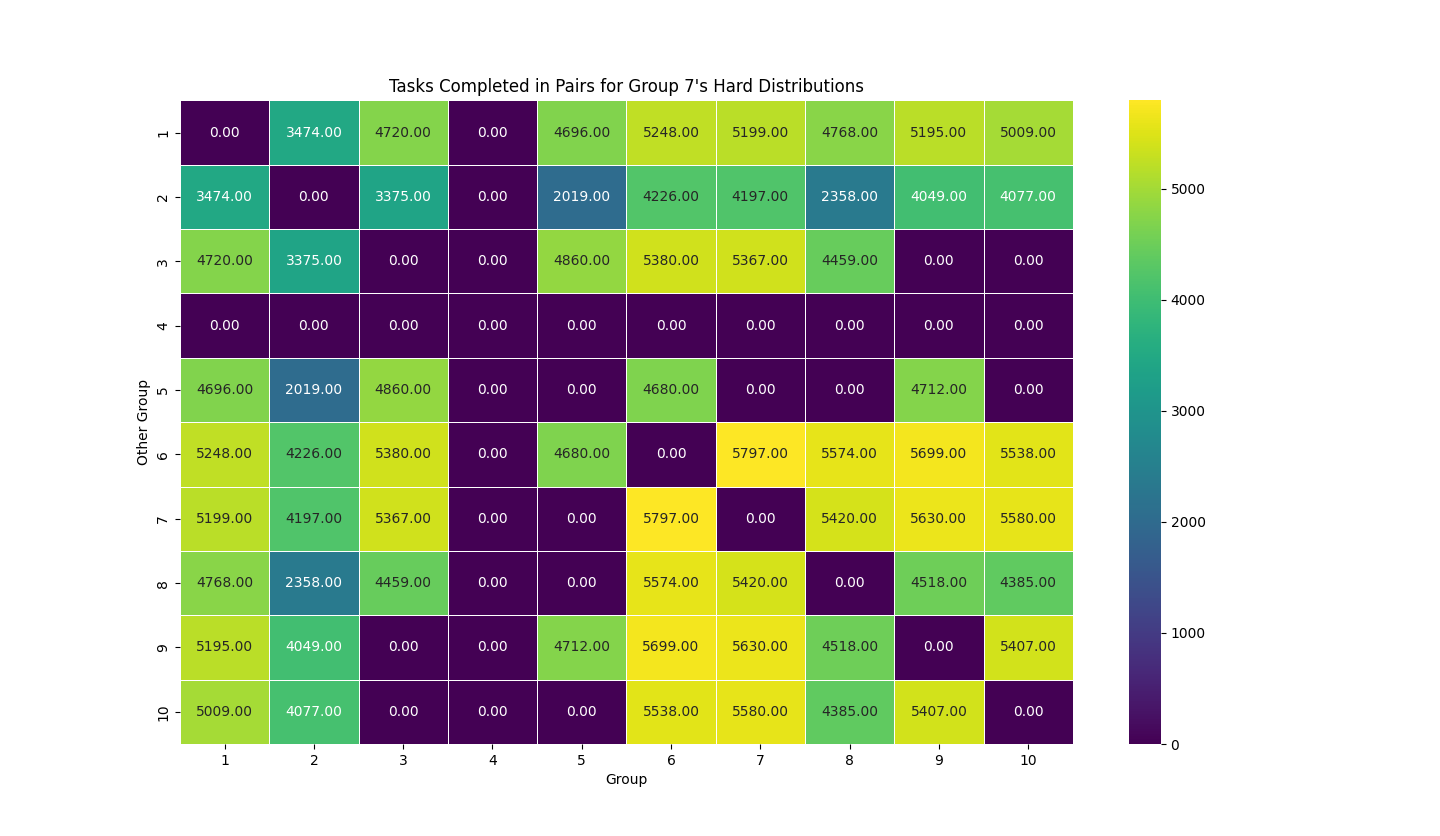 Tasks Completed in Pairs for Group 7's Hard Distributions
1 0.00 3474.00 4720.00 0.00 4696.00 5248.00 5199.00 4768.00 5195.00 5009.00
2 3474.00 0.00 3375.00 0.00 2019.00 4226.00 4197.00 2358.00 4049.00 4077.00
3 4720.00 3375.00 0.00 0.00 4860.00 5380.00 5367.00 4459.00 0.00 0.00
4 0.00 0.00 0.00 0.00 0.00 0.00 0.00 0.00 0.00 0.00
5 4696.00 2019.00 4860.00 0.00 0.00 4680.00 0.00 0.00 4712.00 0.00
6 5248.00 4226.00 5380.00 0.00 4680.00 0.00 5797.00 5574.00 5699.00 5538.00
7 5199.00 4197.00 5367.00 0.00 0.00 5797.00 0.00 5420.00 5630.00 5580.00
8 4768.00 2358.00 4459.00 0.00 0.00 5574.00 5420.00 0.00 4518.00 4385.00
9 5195.00 4049.00 0.00 0.00 4712.00 5699.00 5630.00 4518.00 0.00 5407.00
10 5009.00 4077.00 0.00 0.00 0.00 5538.00 5580.00 4385.00 5407.00 0.00
1 2 3 4 5 6 7 8 9 10
Group
Other Group
5000
4000
3000
2000
1000
0